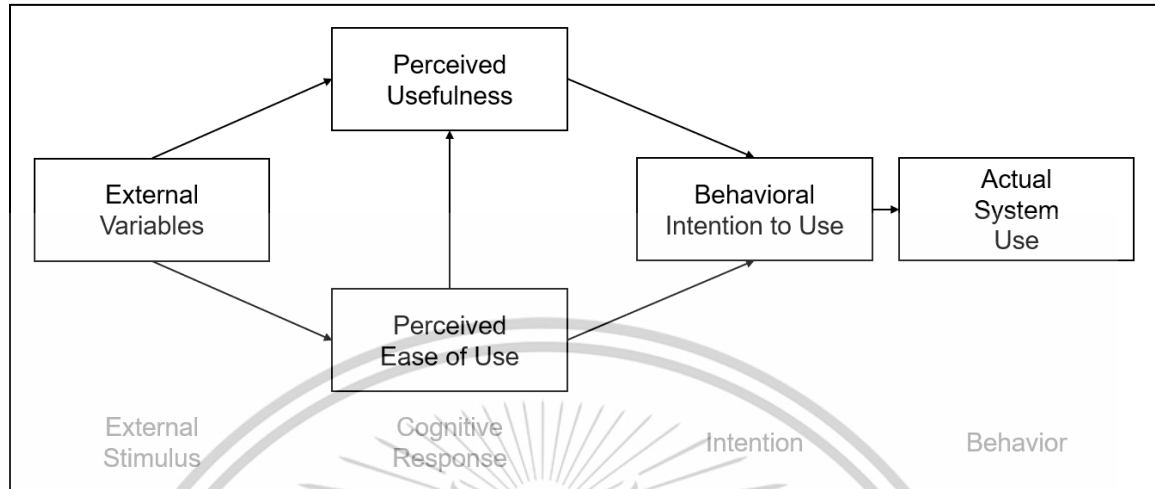 Perceived
Usefulness
External
Variables
Behavioral
Intention to Use
Actual
System
Use
Perceived
Ease of Use
External
Stimulus
Cognitive
Response
Intention
Behavior